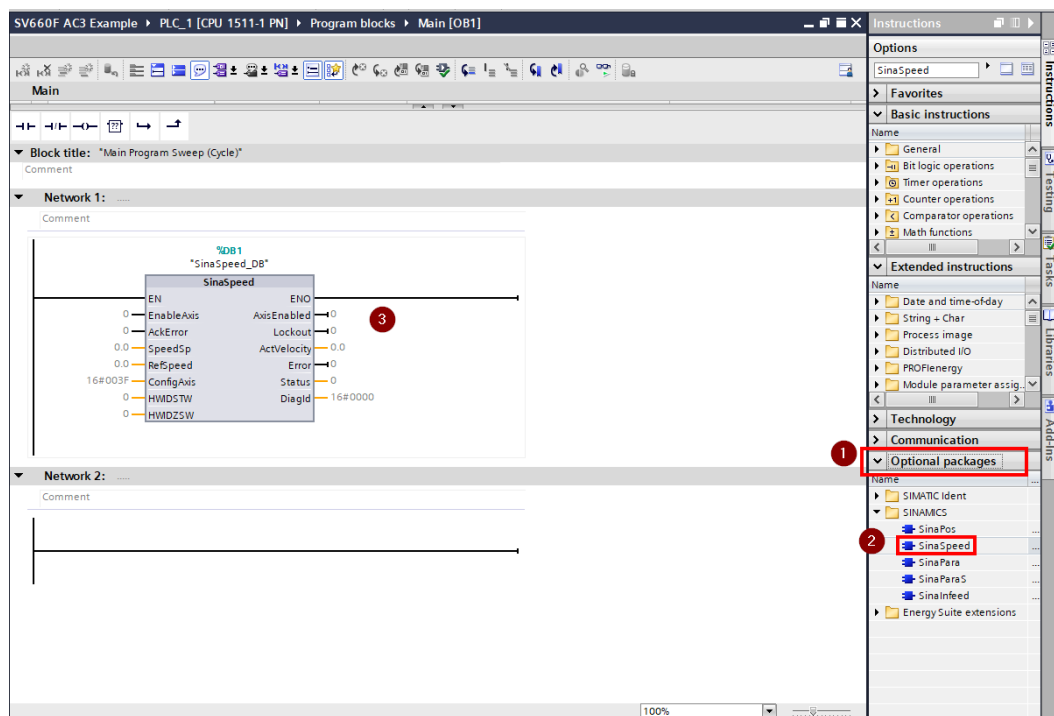 SV660F AC3 Example ▸ PLC_1 [CPU 1511-1 PN] ▸ Program blocks ▸ Main [OB1]
Main
Block title: "Main Program Sweep (Cycle)"
Comment
Network 1: .....
Comment
%DB1
"SinaSpeed_DB"
SinaSpeed
EN ENO
0 EnableAxis AxisEnabled 0
0 AckError Lockout 0
0.0 SpeedSp ActVelocity 0.0
0.0 RefSpeed Error 0
16#003F ConfigAxis Status 0
0 HWIDSTW DiagId 16#0000
0 HWIDZSW
3
Network 2: .....
Comment
100%
Instructions
Options
SinaSpeed
Favorites
Basic instructions
Name
General
Bit logic operations
Timer operations
Counter operations
Comparator operations
Math functions
Extended instructions
Name
Date and time-of-day
String + Char
Process image
Distributed I/O
PROFIenergy
Module parameter assig..
Technology
Communication
1
Optional packages
Name ...
SIMATIC Ident
SINAMICS
SinaPos ...
2
SinaSpeed ...
SinaPara ...
SinaParaS ...
SinaInfeed ...
Energy Suite extensions
Instructions
Testing
Tasks
Libraries
Add-Ins